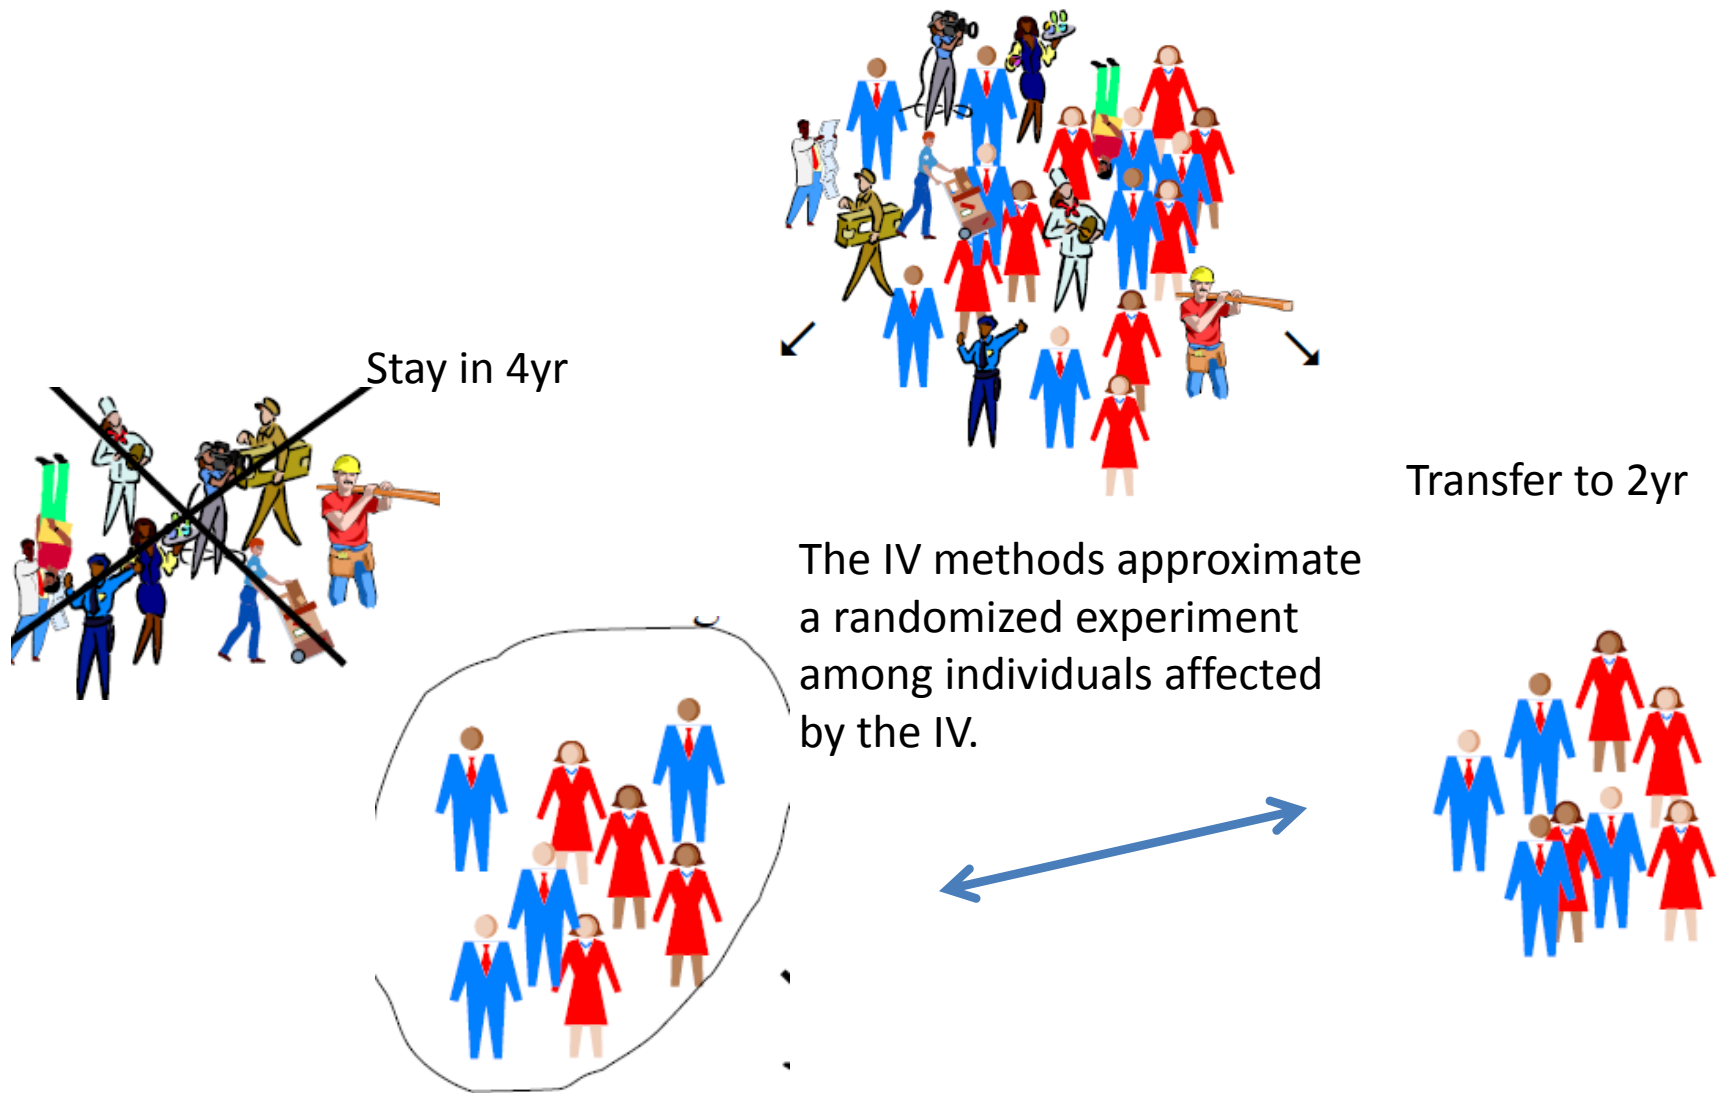 Stay in 4yr
Transfer to 2yr
The IV methods approximate
a randomized experiment
among individuals affected
by the IV.